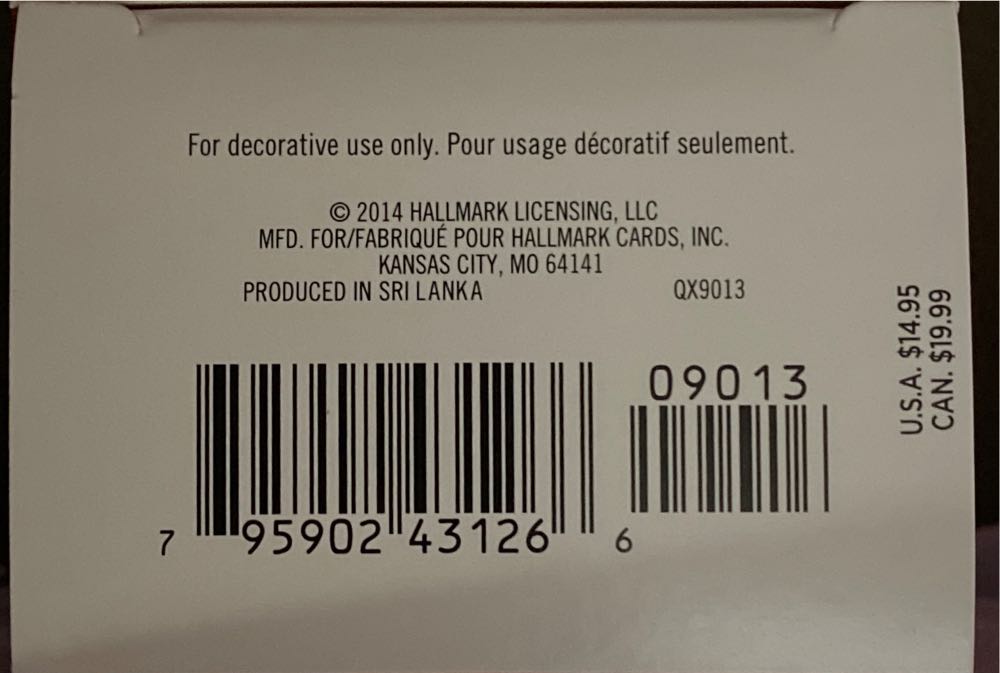 For decorative use only. Pour usage décoratif seulement.
© 2014 HALLMARK LICENSING, LLC
MFD. FOR/FABRIQUÉ POUR HALLMARK CARDS, INC.
KANSAS CITY, MO 64141
PRODUCED IN SRI LANKA QX9013
U.S.A. $14.95
CAN. $19.99
09013
7 95902 43126 6